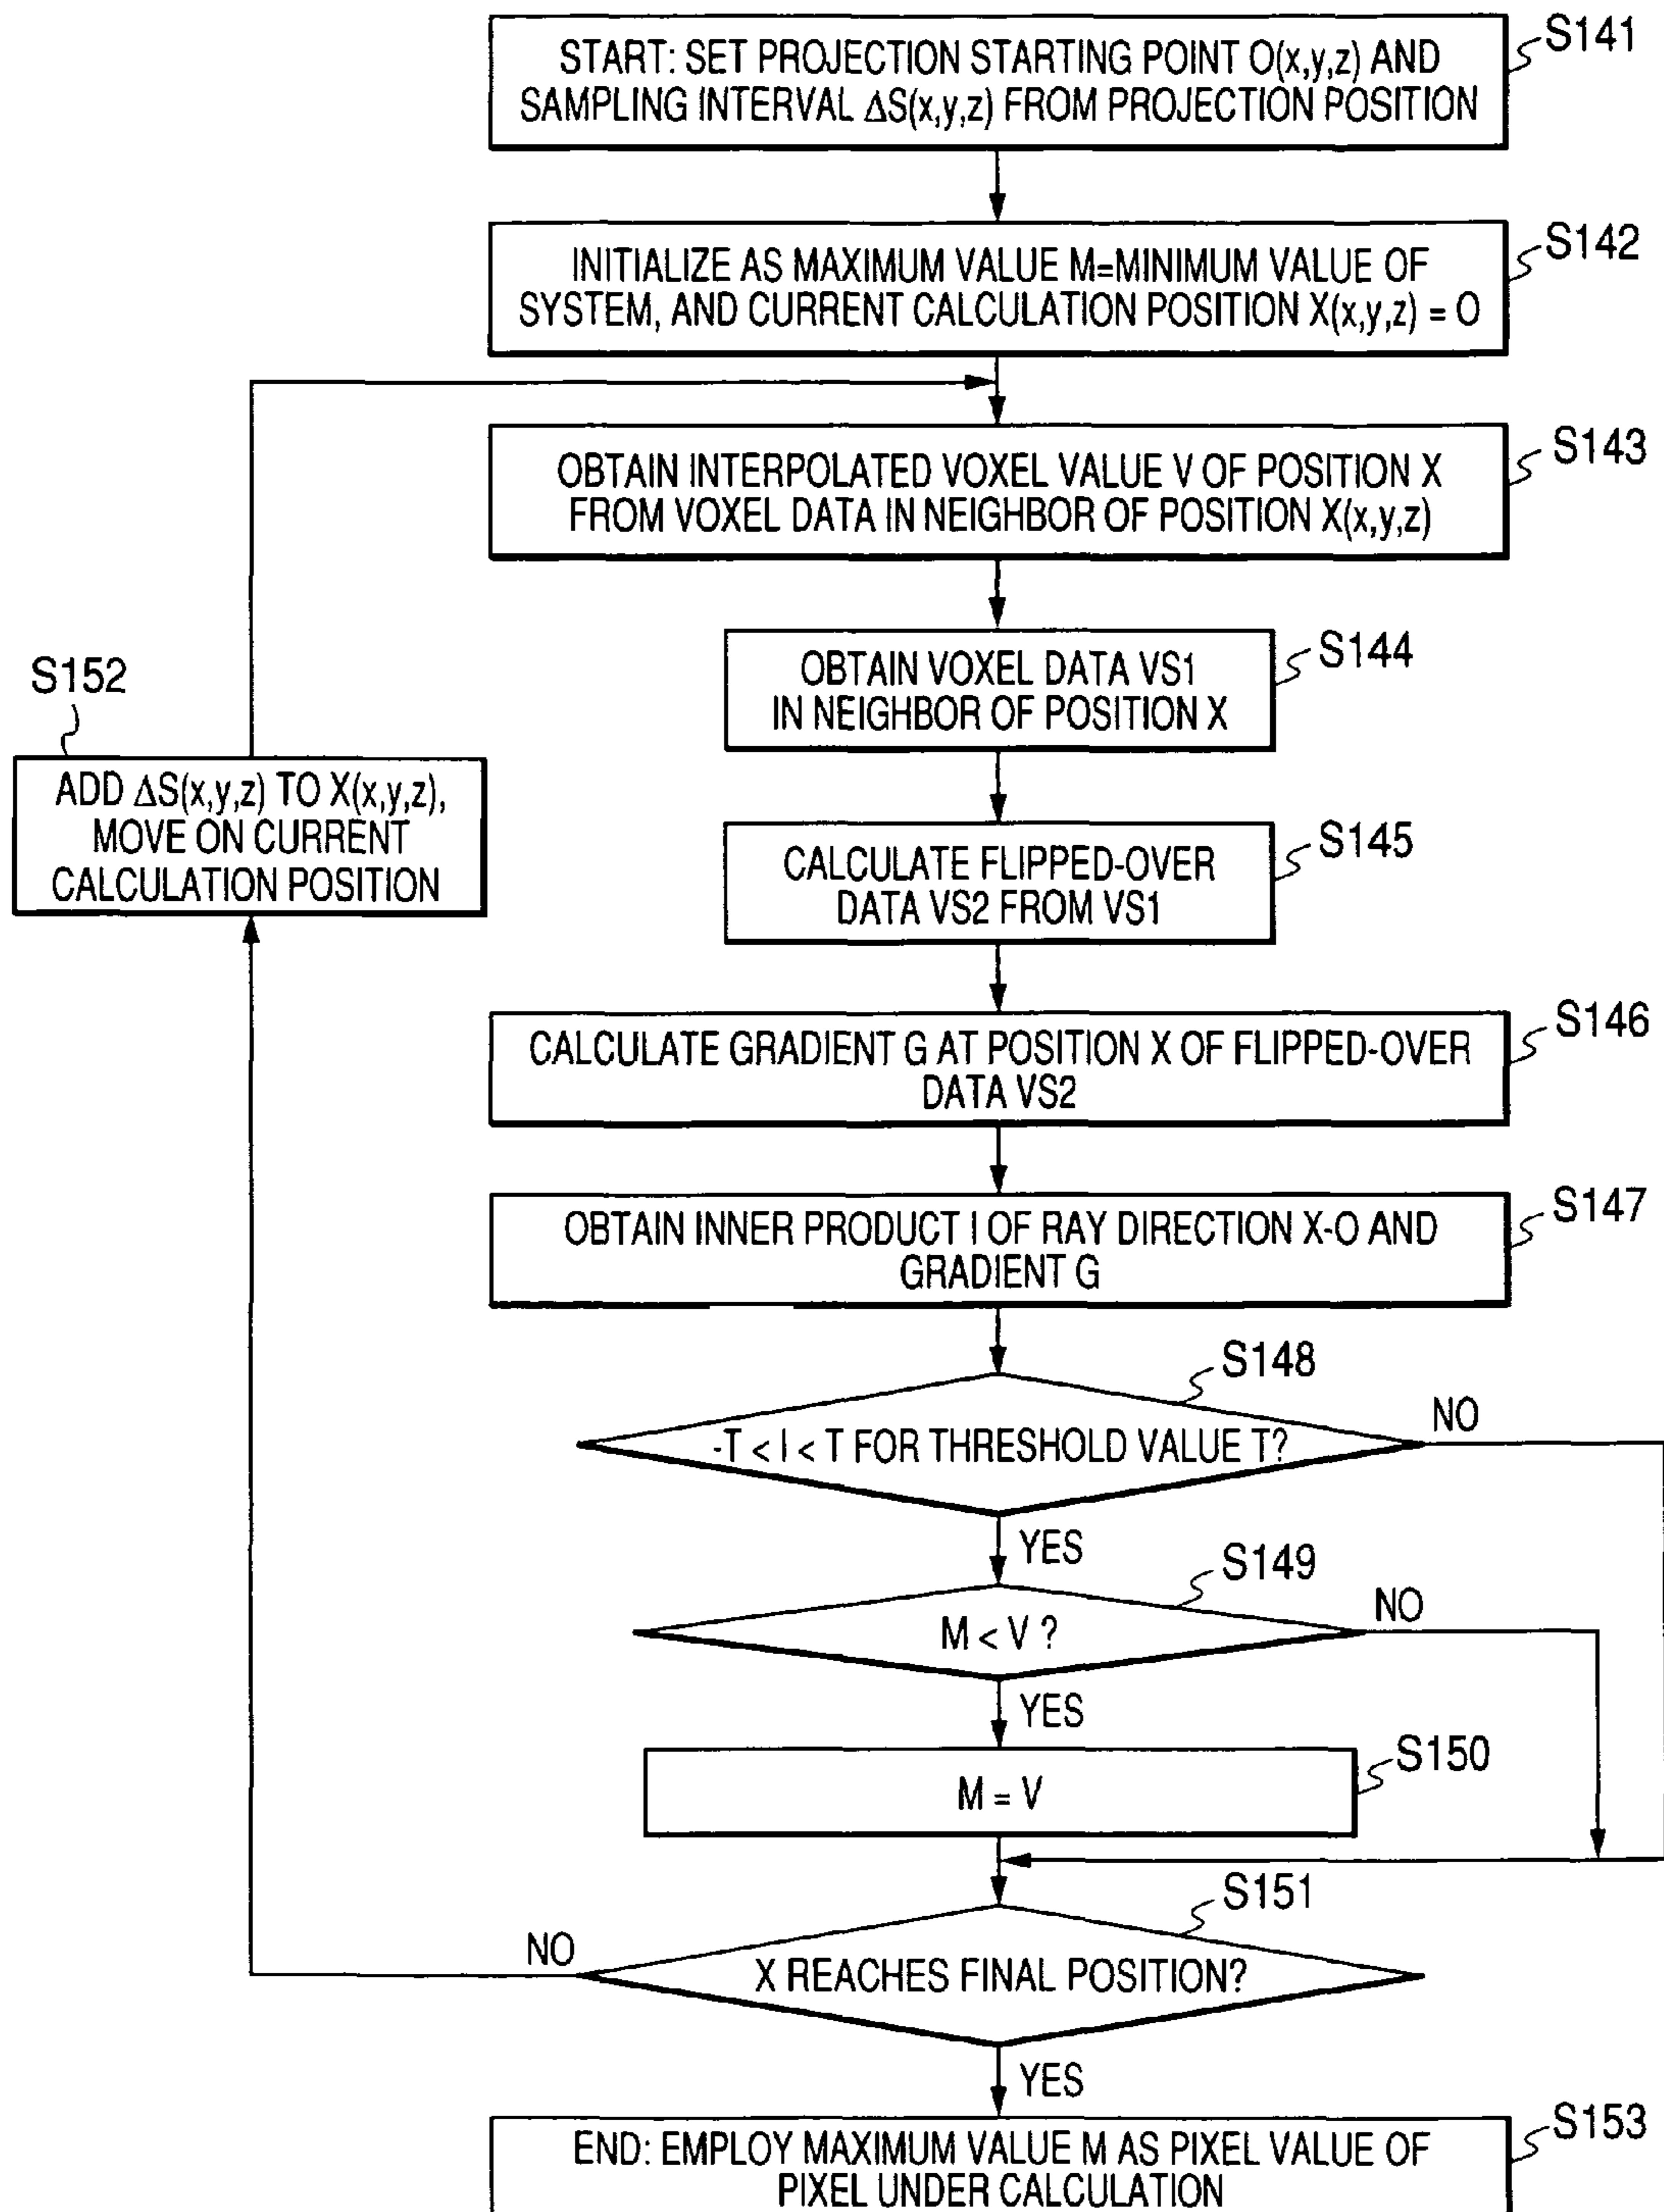 START: SET PROJECTION STARTING POINT O(x,y,z) AND
SAMPLING INTERVAL ΔS(x,y,z) FROM PROJECTION POSITION
S141
INITIALIZE AS MAXIMUM VALUE M=MINIMUM VALUE OF
SYSTEM, AND CURRENT CALCULATION POSITION X(x,y,z) = O
S142
OBTAIN INTERPOLATED VOXEL VALUE V OF POSITION X
FROM VOXEL DATA IN NEIGHBOR OF POSITION X(x,y,z)
S143
OBTAIN VOXEL DATA VS1
IN NEIGHBOR OF POSITION X
S144
S152
ADD ΔS(x,y,z) TO X(x,y,z),
MOVE ON CURRENT
CALCULATION POSITION
CALCULATE FLIPPED-OVER
DATA VS2 FROM VS1
S145
CALCULATE GRADIENT G AT POSITION X OF FLIPPED-OVER
DATA VS2
S146
OBTAIN INNER PRODUCT I OF RAY DIRECTION X-O AND
GRADIENT G
S147
S148
-T < I < T FOR THRESHOLD VALUE T?
NO
YES
S149
M < V ?
NO
YES
M = V
S150
S151
X REACHES FINAL POSITION?
NO
YES
END: EMPLOY MAXIMUM VALUE M AS PIXEL VALUE OF
PIXEL UNDER CALCULATION
S153